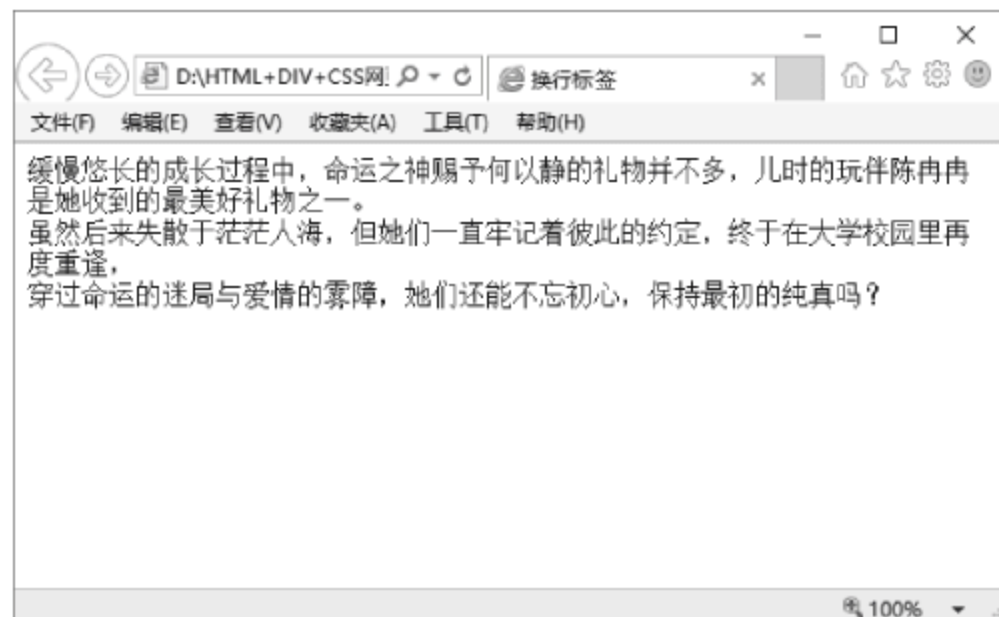 D:\HTML+DIV+CSS网
换行标签
文件(F) 编辑(E) 查看(V) 收藏夹(A) 工具(T) 帮助(H)
缓慢悠长的成长过程中，命运之神赐予何以静的礼物并不多，儿时的玩伴陈冉冉
是她收到的最美好礼物之一。
虽然后来失散于茫茫人海，但她们一直牢记着彼此的约定，终于在大学校园里再
度重逢，
穿过命运的迷局与爱情的雾障，她们还能不忘初心，保持最初的纯真吗？
100%